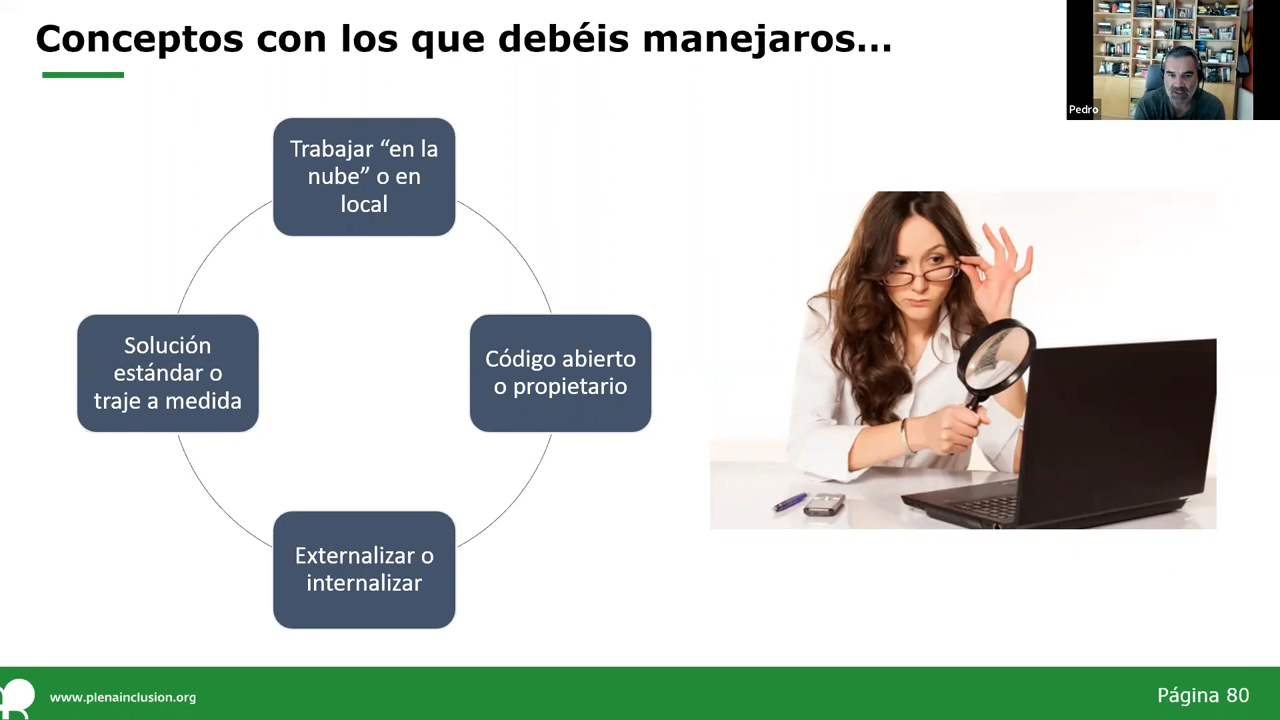 Conceptos con los que debéis manejaros...
Pedro
Trabajar “en la
nube” o en
local
Solución
estándar o
traje a medida
Código abierto
o propietario
Externalizar o
internalizar
www.plenainclusion.org
Página 80